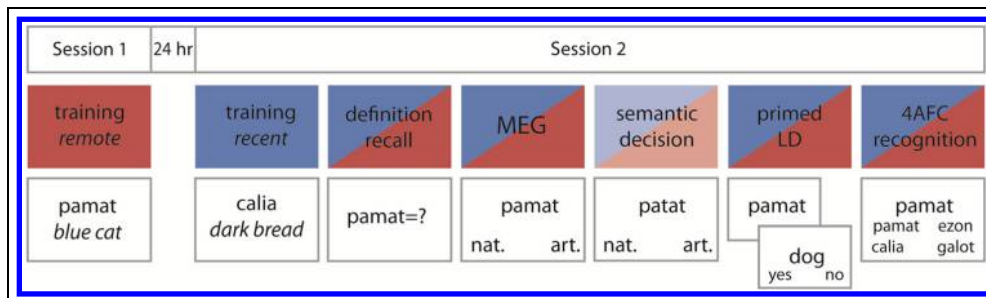 Session 1 24 hr Session 2
training remote
training recent
definition recall
MEG
semantic decision
primed LD
4AFC recognition
pamat
blue cat
calia
dark bread
pamat=?
pamat
nat. art.
patat
nat. art.
pamat
dog
yes no
pamat
pamat ezon
calia galot